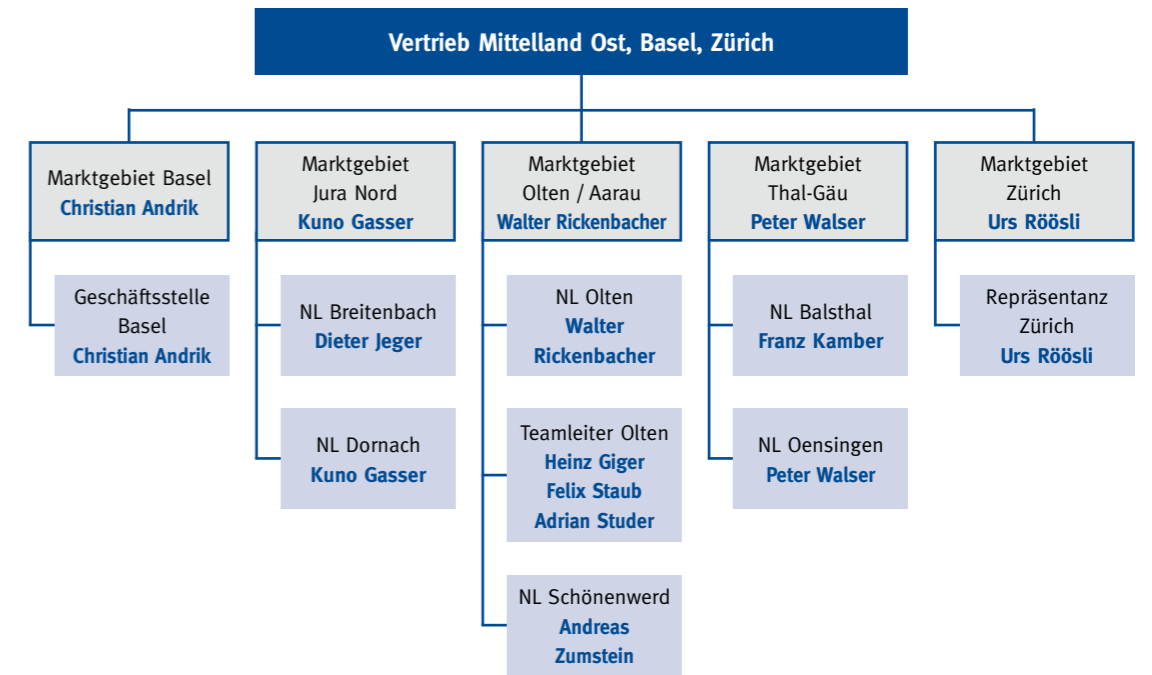 Vertrieb Mittelland Ost, Basel, Zürich
Marktgebiet Basel
Christian Andrik
Geschäftsstelle
Basel
Christian Andrik
Marktgebiet
Jura Nord
Kuno Gasser
NL Breitenbach
Dieter Jeger
NL Dornach
Kuno Gasser
Marktgebiet
Olten / Aarau
Walter Rickenbacher
NL Olten
Walter
Rickenbacher
Teamleiter Olten
Heinz Giger
Felix Staub
Adrian Studer
NL Schönenwerd
Andreas
Zumstein
Marktgebiet
Thal-Gäu
Peter Walser
NL Balsthal
Franz Kamber
NL Oensingen
Peter Walser
Marktgebiet
Zürich
Urs Röösli
Repräsentanz
Zürich
Urs Röösli